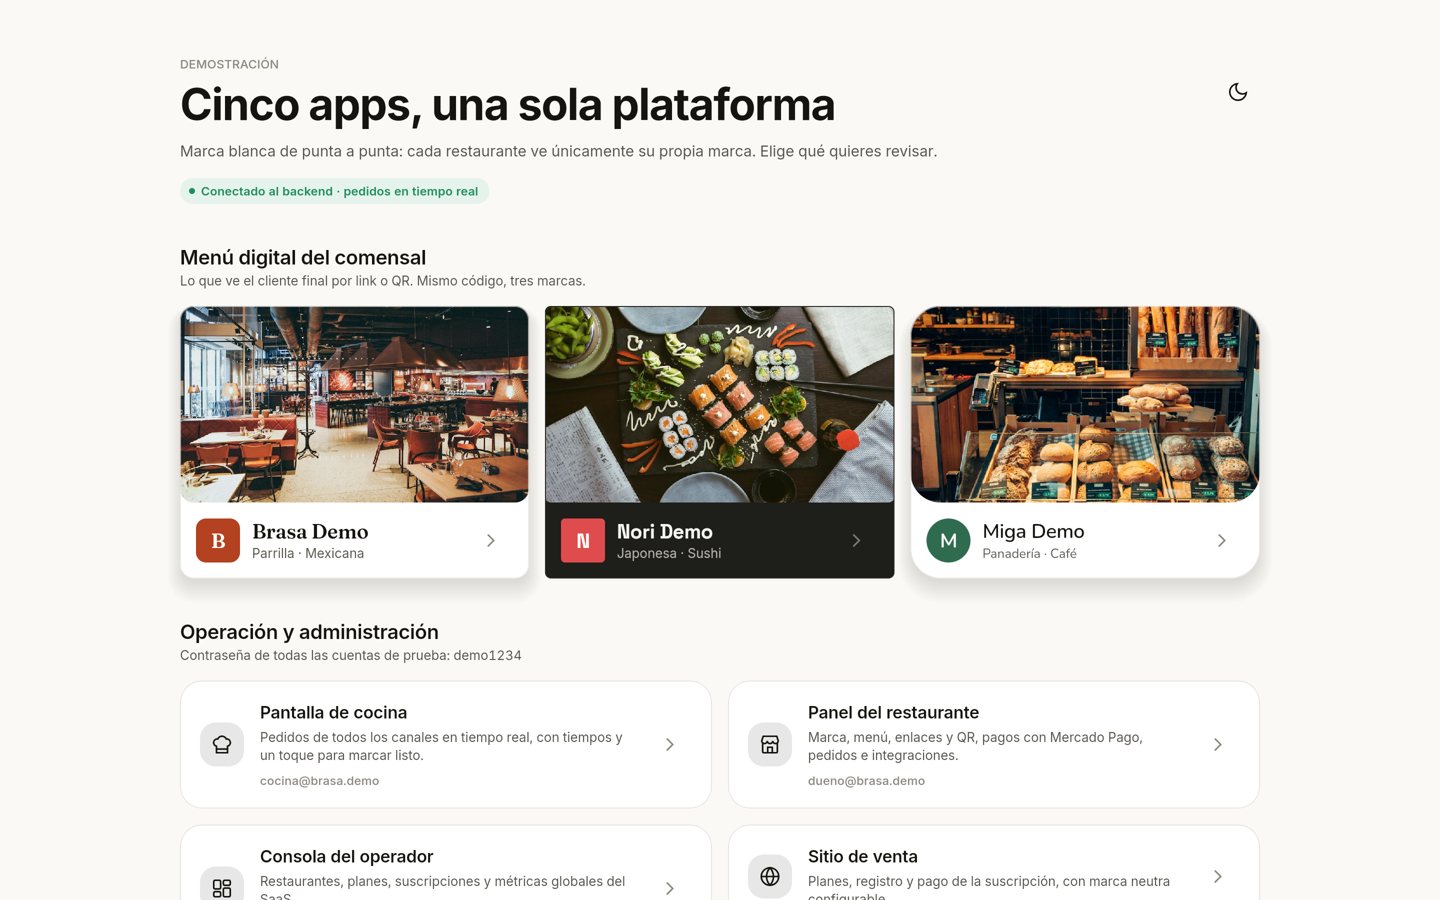 DEMOSTRACIÓN
Cinco apps, una sola plataforma
Marca blanca de punta a punta: cada restaurante ve únicamente su propia marca. Elige qué quieres revisar.
Conectado al backend · pedidos en tiempo real
Menú digital del comensal
Lo que ve el cliente final por link o QR. Mismo código, tres marcas.
B
Brasa Demo
Parrilla · Mexicana
N
Nori Demo
Japonesa · Sushi
M
Miga Demo
Panadería · Café
Operación y administración
Contraseña de todas las cuentas de prueba: demo1234
Pantalla de cocina
Pedidos de todos los canales en tiempo real, con tiempos y
un toque para marcar listo.
cocina@brasa.demo
Panel del restaurante
Marca, menú, enlaces y QR, pagos con Mercado Pago,
pedidos e integraciones.
dueno@brasa.demo
Consola del operador
Restaurantes, planes, suscripciones y métricas globales del
SaaS.
Sitio de venta
Planes, registro y pago de la suscripción, con marca neutra
configurable.